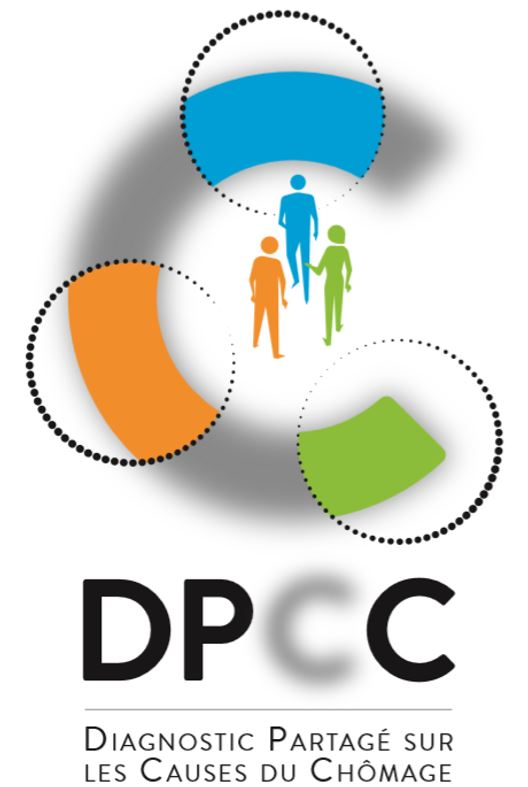 DPCC
DIAGNOSTIC PARTAGÉ SUR
LES CAUSES DU CHÔMAGE